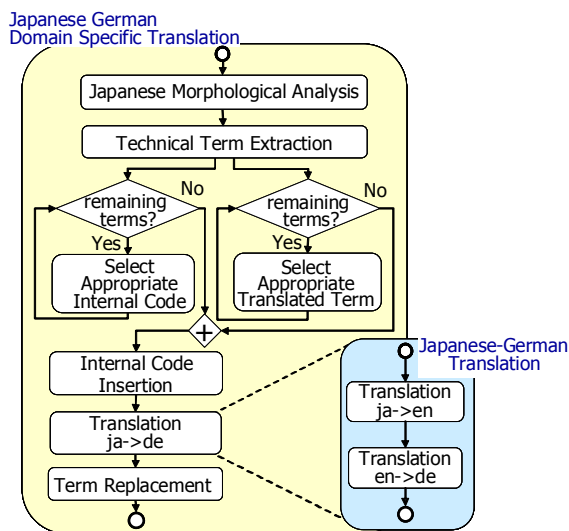 Japanese German
Domain Specific Translation
Japanese Morphological Analysis
Technical Term Extraction
remaining
terms?
No
Yes
Select
Appropriate
Internal Code
remaining
terms?
No
Yes
Select
Appropriate
Translated Term
+
Internal Code
Insertion
Translation
ja->de
Term Replacement
Japanese-German
Translation
Translation
ja->en
Translation
en->de